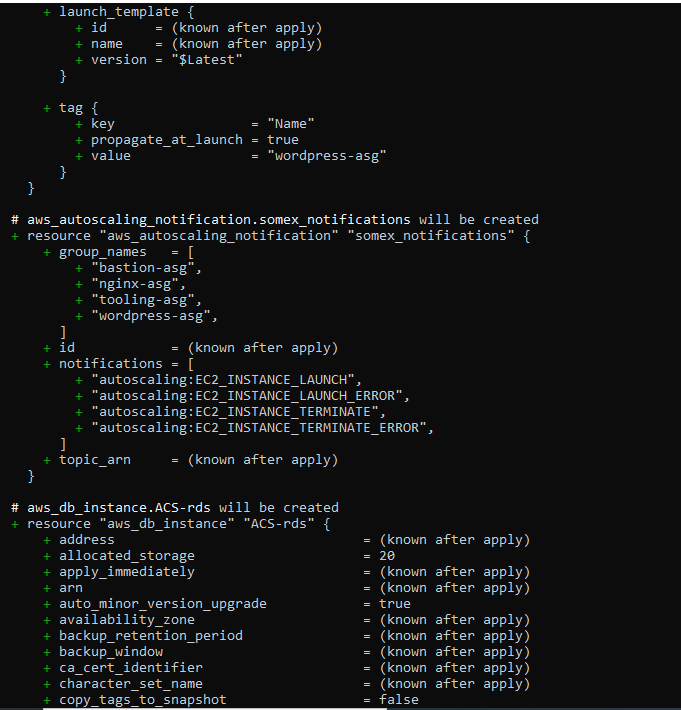 + launch_template {
+ id = (known after apply)
+ name = (known after apply)
+ version = "$Latest"
}
+ tag {
+ key = "Name"
+ propagate_at_launch = true
+ value = "wordpress-asg"
}
}
# aws_autoscaling_notification.somex_notifications will be created
+ resource "aws_autoscaling_notification" "somex_notifications" {
+ group_names = [
+ "bastion-asg",
+ "nginx-asg",
+ "tooling-asg",
+ "wordpress-asg",
]
+ id = (known after apply)
+ notifications = [
+ "autoscaling:EC2_INSTANCE_LAUNCH",
+ "autoscaling:EC2_INSTANCE_LAUNCH_ERROR",
+ "autoscaling:EC2_INSTANCE_TERMINATE",
+ "autoscaling:EC2_INSTANCE_TERMINATE_ERROR",
]
+ topic_arn = (known after apply)
}
# aws_db_instance.ACS-rds will be created
+ resource "aws_db_instance" "ACS-rds" {
+ address = (known after apply)
+ allocated_storage = 20
+ apply_immediately = (known after apply)
+ arn = (known after apply)
+ auto_minor_version_upgrade = true
+ availability_zone = (known after apply)
+ backup_retention_period = (known after apply)
+ backup_window = (known after apply)
+ ca_cert_identifier = (known after apply)
+ character_set_name = (known after apply)
+ copy_tags_to_snapshot = false